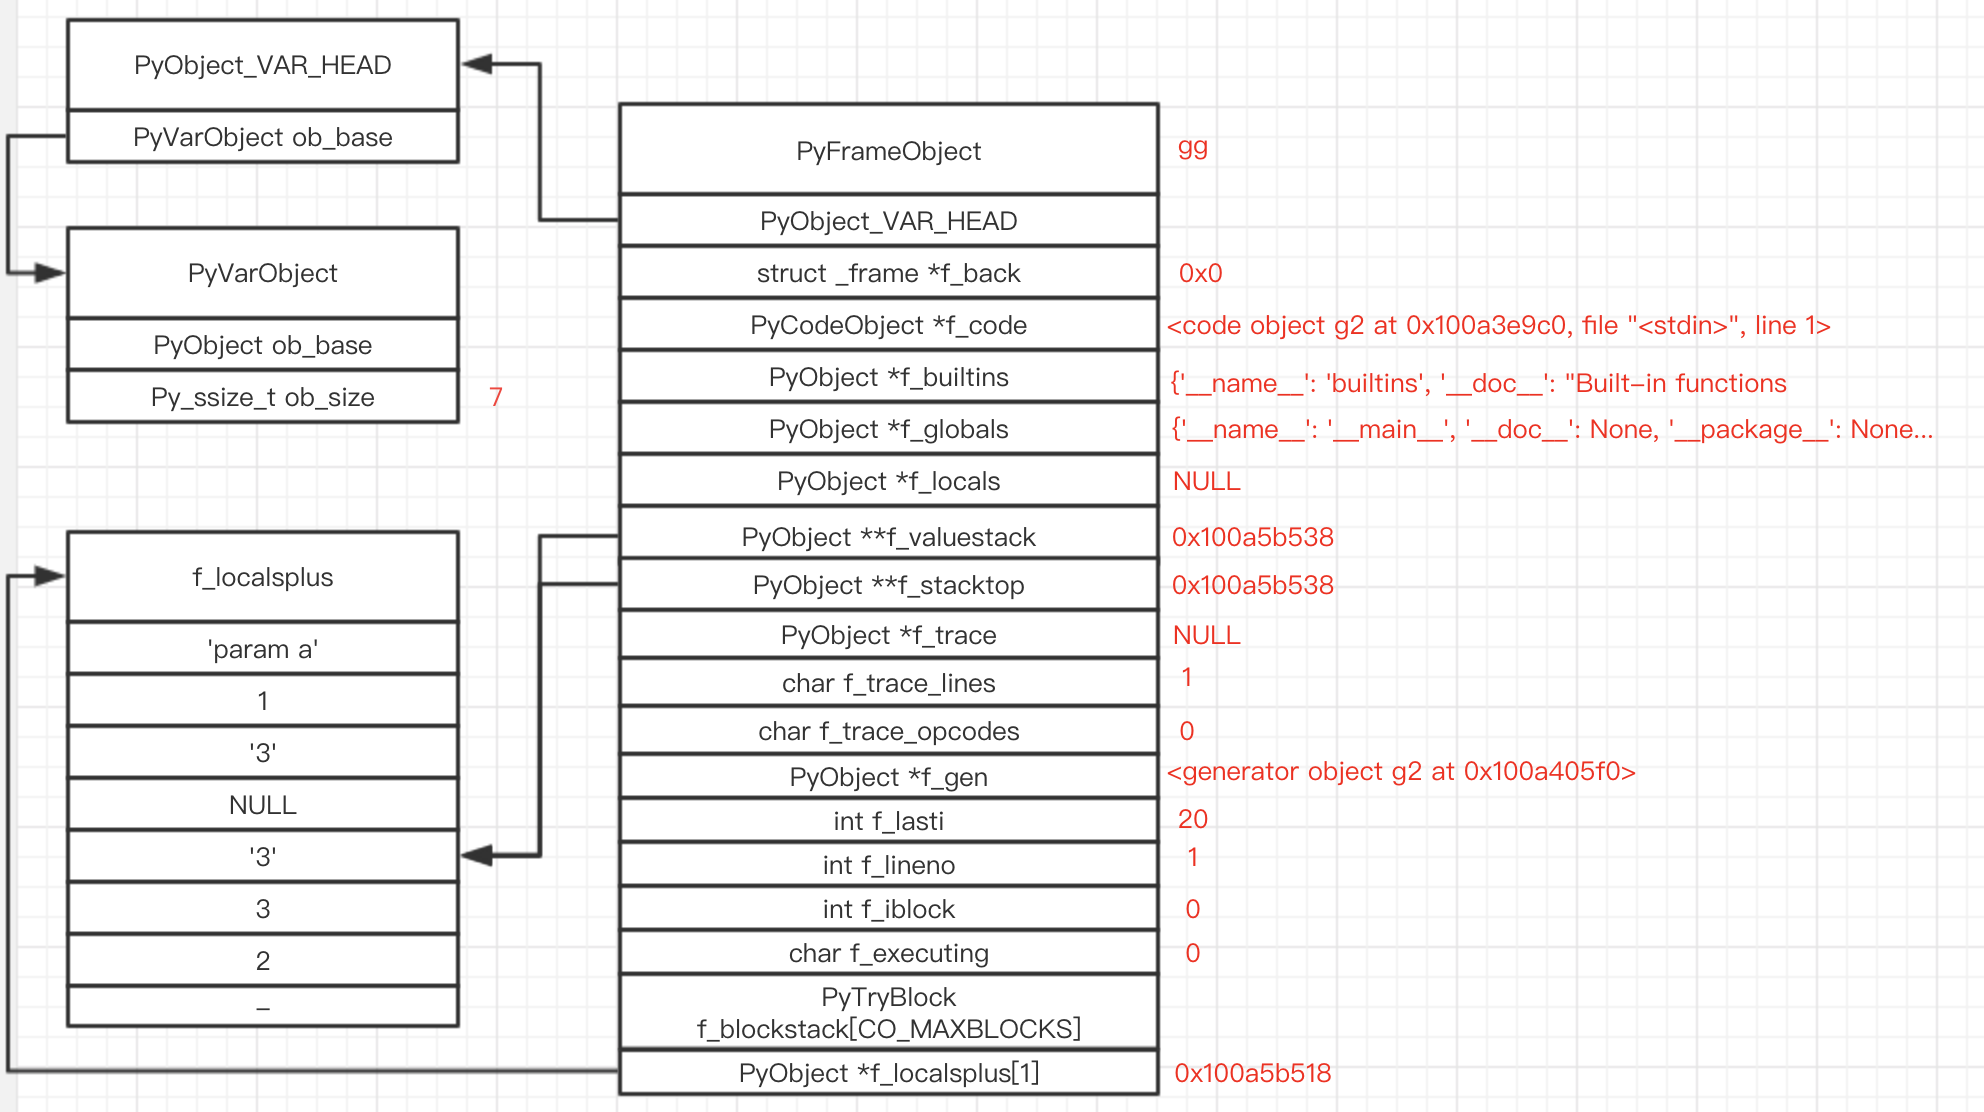 PyObject_VAR_HEAD
PyVarObject ob_base
PyVarObject
PyObject ob_base
Py_ssize_t ob_size
7
f_localsplus
'param a'
1
'3'
NULL
'3'
3
2
–
PyFrameObject
gg
PyObject_VAR_HEAD
struct _frame *f_back
0x0
PyCodeObject *f_code
<code object g2 at 0x100a3e9c0, file "<stdin>", line 1>
PyObject *f_builtins
{'__name__': 'builtins', '__doc__': "Built–in functions
PyObject *f_globals
{'__name__': '__main__', '__doc__': None, '__package__': None...
PyObject *f_locals
NULL
PyObject **f_valuestack
0x100a5b538
PyObject **f_stacktop
0x100a5b538
PyObject *f_trace
NULL
char f_trace_lines
1
char f_trace_opcodes
0
PyObject *f_gen
<generator object g2 at 0x100a405f0>
int f_lasti
20
int f_lineno
1
int f_iblock
0
char f_executing
0
PyTryBlock
f_blockstack[CO_MAXBLOCKS]
PyObject *f_localsplus[1]
0x100a5b518